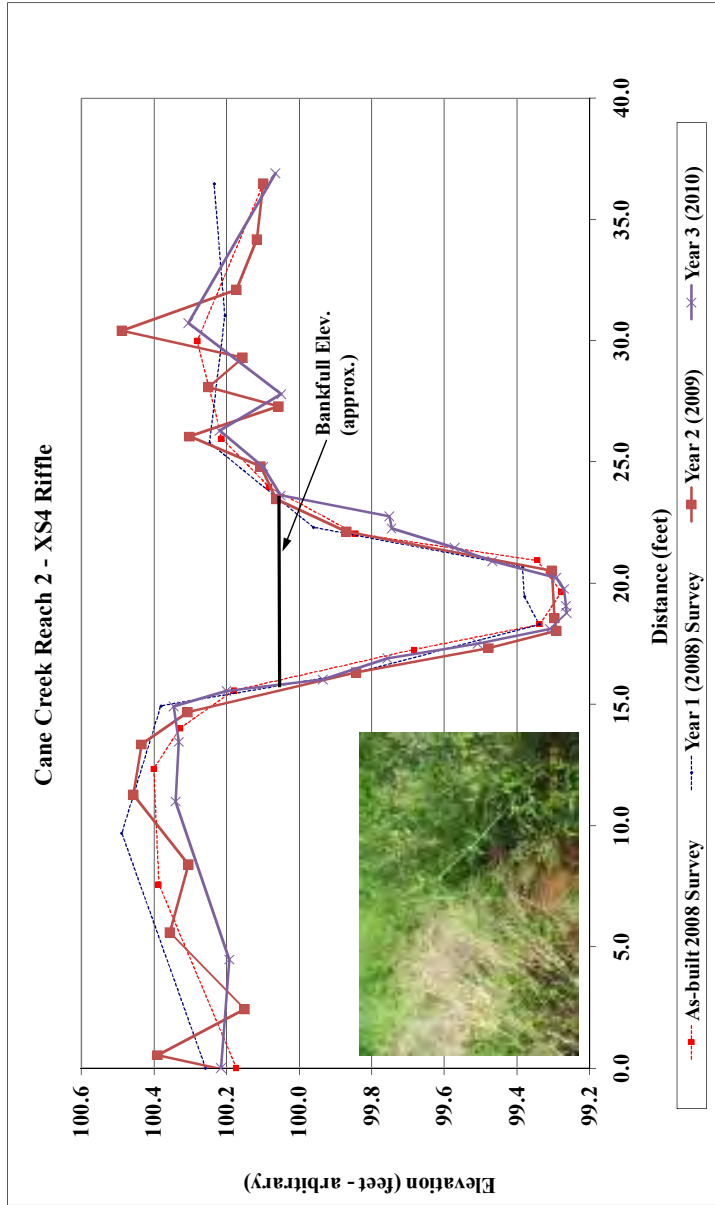 Cane Creek Reach 2 - XS4 Riffle
Elevation (feet - arbitrary)
100.6
100.4
100.2
100.0
99.8
99.6
99.4
99.2
Bankfull Elev.
(approx.)
0.0 5.0 10.0 15.0 20.0 25.0 30.0 35.0 40.0
Distance (feet)
As-built 2008 Survey Year 1 (2008) Survey Year 2 (2009) Year 3 (2010)